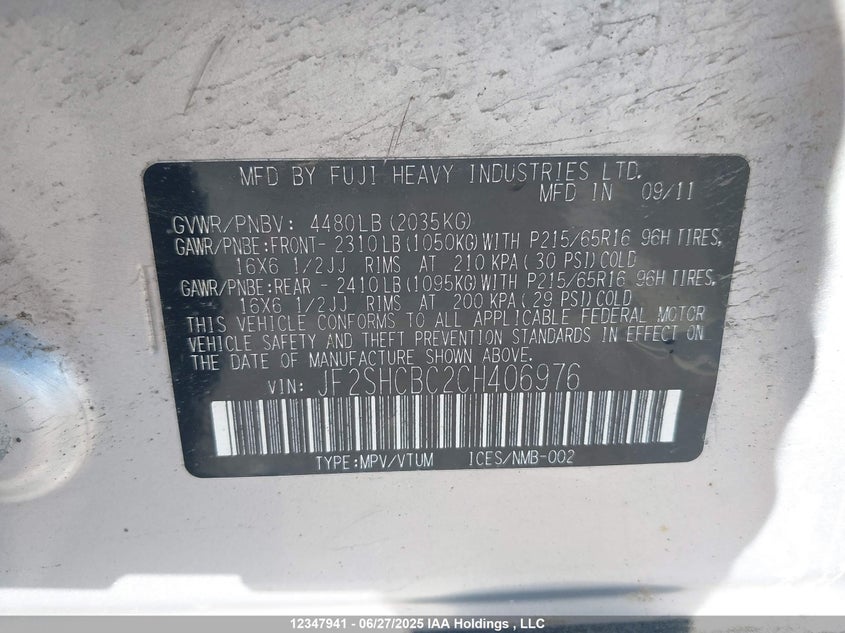 MFD BY FUJI HEAVY INDUSTRIES LTD.
MFD IN 09/11
GVWR/PNBV: 4480LB(2035KG)
GAWR/PNBE:FRONT- 2310LB(1050KG)WITH P215/65R16 96H TIRES,
16X6 1/2JJ RIMS AT 210 KPA(30 PSI)COLD
GAWR/PNBE:REAR - 2410LB(1095KG)WITH P215/65R16 96H TIRES,
16X6 1/2JJ RIMS AT 200 KPA(29 PSI)COLD
THIS VEHICLE CONFORMS TO ALL APPLICABLE FEDERAL MOTOR
VEHICLE SAFETY AND THEFT PREVENTION STANDARDS IN EFFECT ON
THE DATE OF MANUFACTURE SHOWN ABOVE.
VIN: JF2SHCBC2CH406976
TYPE:MPV/VTUM ICES/NMB-002
12347941 - 06/27/2025 IAA Holdings , LLC